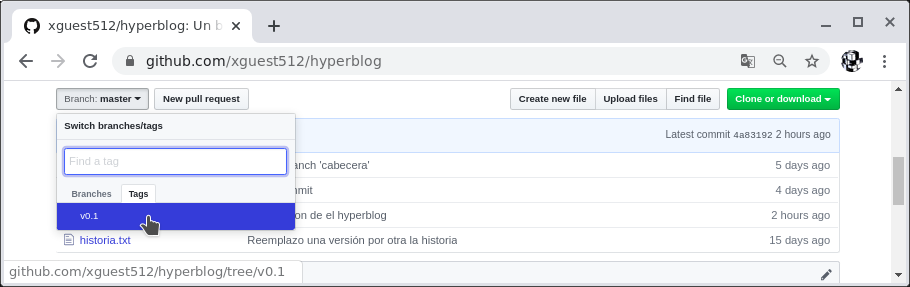 xguest512/hyperblog: Un b
github.com/xguest512/hyperblog
Branch: master
New pull request
Create new file
Upload files
Find file
Clone or download
Switch branches/tags
Latest commit 4a83192 2 hours ago
Find a tag
anch 'cabecera'
5 days ago
Branches
Tags
mmit
4 days ago
v0.1
on de el hyperblog
2 hours ago
historia.txt
Reemplazo una versión por otra la historia
15 days ago
github.com/xguest512/hyperblog/tree/v0.1